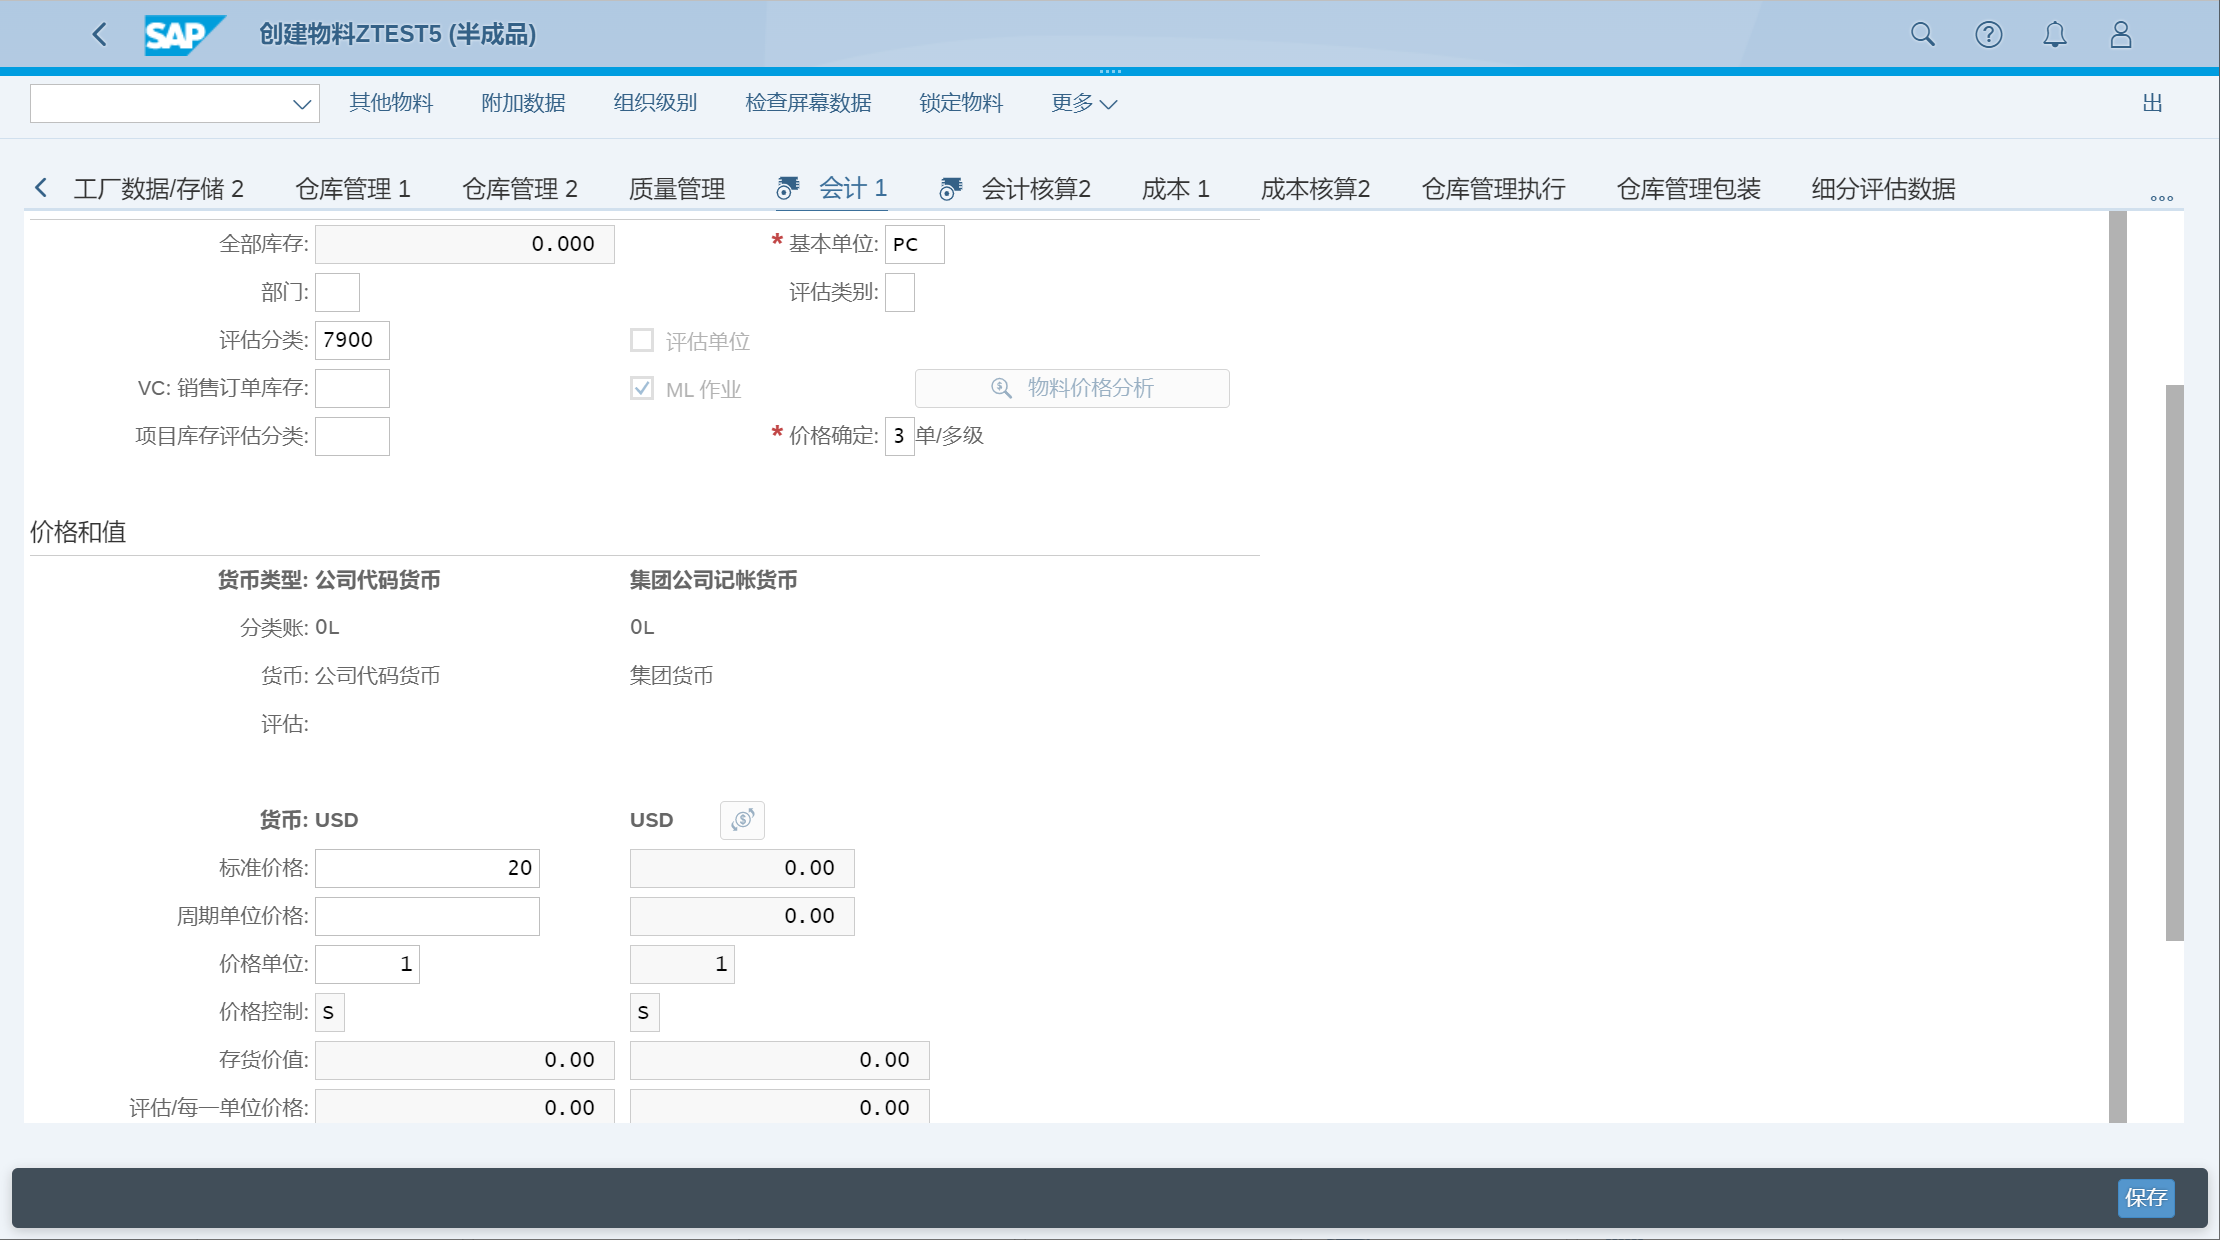 SAP 创建物料ZTEST5 (半成品)
其他物料 附加数据 组织级别 检查屏幕数据 锁定物料 更多 出
工厂数据/存储 2 仓库管理 1 仓库管理 2 质量管理 会计 1 会计核算2 成本 1 成本核算2 仓库管理执行 仓库管理包装 细分评估数据
全部库存: 0.000 * 基本单位: PC
部门: 评估类别:
评估分类: 7900 评估单位
VC: 销售订单库存: ML 作业 物料价格分析
项目库存评估分类: * 价格确定: 3 单/多级
价格和值
货币类型: 公司代码货币 集团公司记帐货币
分类账: 0L 0L
货币: 公司代码货币 集团货币
评估:
货币: USD USD
标准价格: 20 0.00
周期单位价格: 0.00
价格单位: 1 1
价格控制: S S
存货价值: 0.00 0.00
评估/每一单位价格: 0.00 0.00
保存